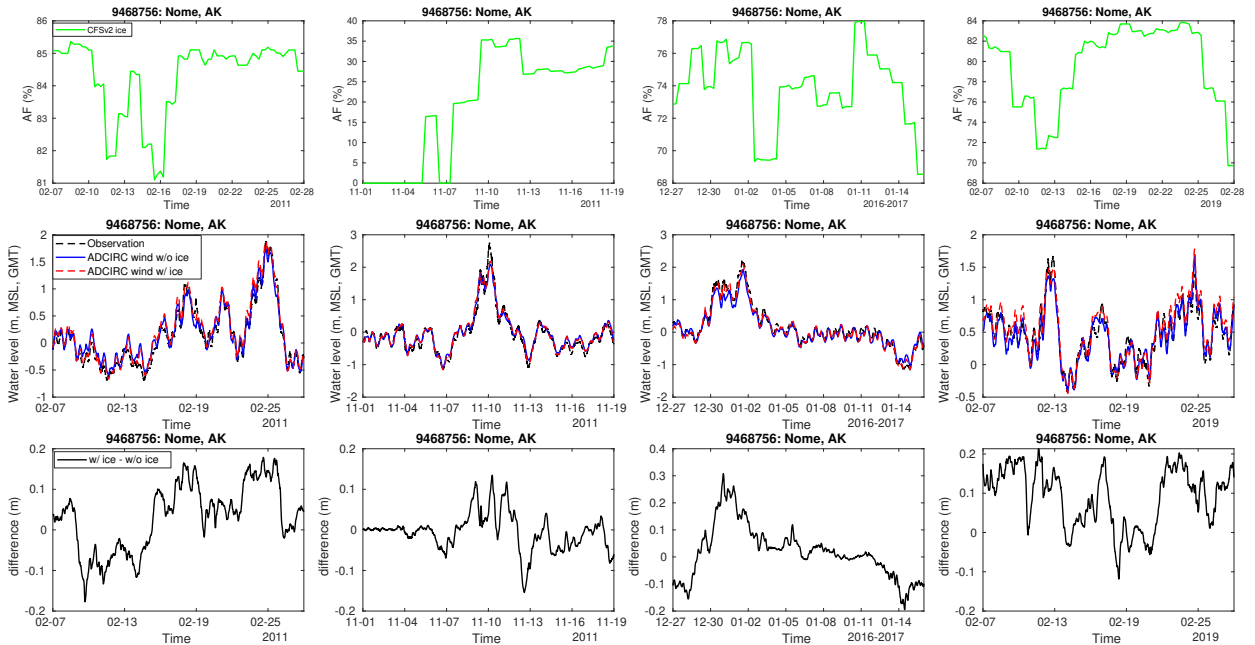 9468756: Nome, AK
CFSv2 ice
AF (%)
86
85
84
83
82
81
02-07 02-10 02-13 02-16 02-19 02-22 02-25 02-28
Time
2011
9468756: Nome, AK
AF (%)
40
35
30
25
20
15
10
5
0
11-01 11-04 11-07 11-10 11-13 11-16 11-19
Time
2011
9468756: Nome, AK
AF (%)
78
76
74
72
70
68
12-27 12-30 01-02 01-05 01-08 01-11 01-14
Time
2016-2017
9468756: Nome, AK
AF (%)
84
82
80
78
76
74
72
70
68
02-07 02-10 02-13 02-16 02-19 02-22 02-25 02-28
Time
2019
9468756: Nome, AK
Observation
ADCIRC wind w/o ice
ADCIRC wind w/ ice
Water level (m, MSL, GMT)
2
1.5
1
0.5
0
-0.5
-1
02-07 02-13 02-19 02-25
Time
2011
9468756: Nome, AK
Water level (m, MSL, GMT)
3
2
1
0
-1
-2
11-01 11-04 11-07 11-10 11-13 11-16 11-19
Time
2011
9468756: Nome, AK
Water level (m, MSL, GMT)
3
2
1
0
-1
-2
12-27 12-30 01-02 01-05 01-08 01-11 01-14
Time
2016-2017
9468756: Nome, AK
Water level (m, MSL, GMT)
2
1.5
1
0.5
0
-0.5
02-07 02-13 02-19 02-25
Time
2019
9468756: Nome, AK
w/ ice - w/o ice
difference (m)
0.2
0.1
0
-0.1
-0.2
02-07 02-13 02-19 02-25
Time
2011
9468756: Nome, AK
difference (m)
0.2
0.1
0
-0.1
-0.2
11-01 11-04 11-07 11-10 11-13 11-16 11-19
Time
2011
9468756: Nome, AK
difference (m)
0.4
0.3
0.2
0.1
0
-0.1
-0.2
12-27 12-30 01-02 01-05 01-08 01-11 01-14
Time
2016-2017
9468756: Nome, AK
difference (m)
0.2
0.1
0
-0.1
-0.2
02-07 02-13 02-19 02-25
Time
2019